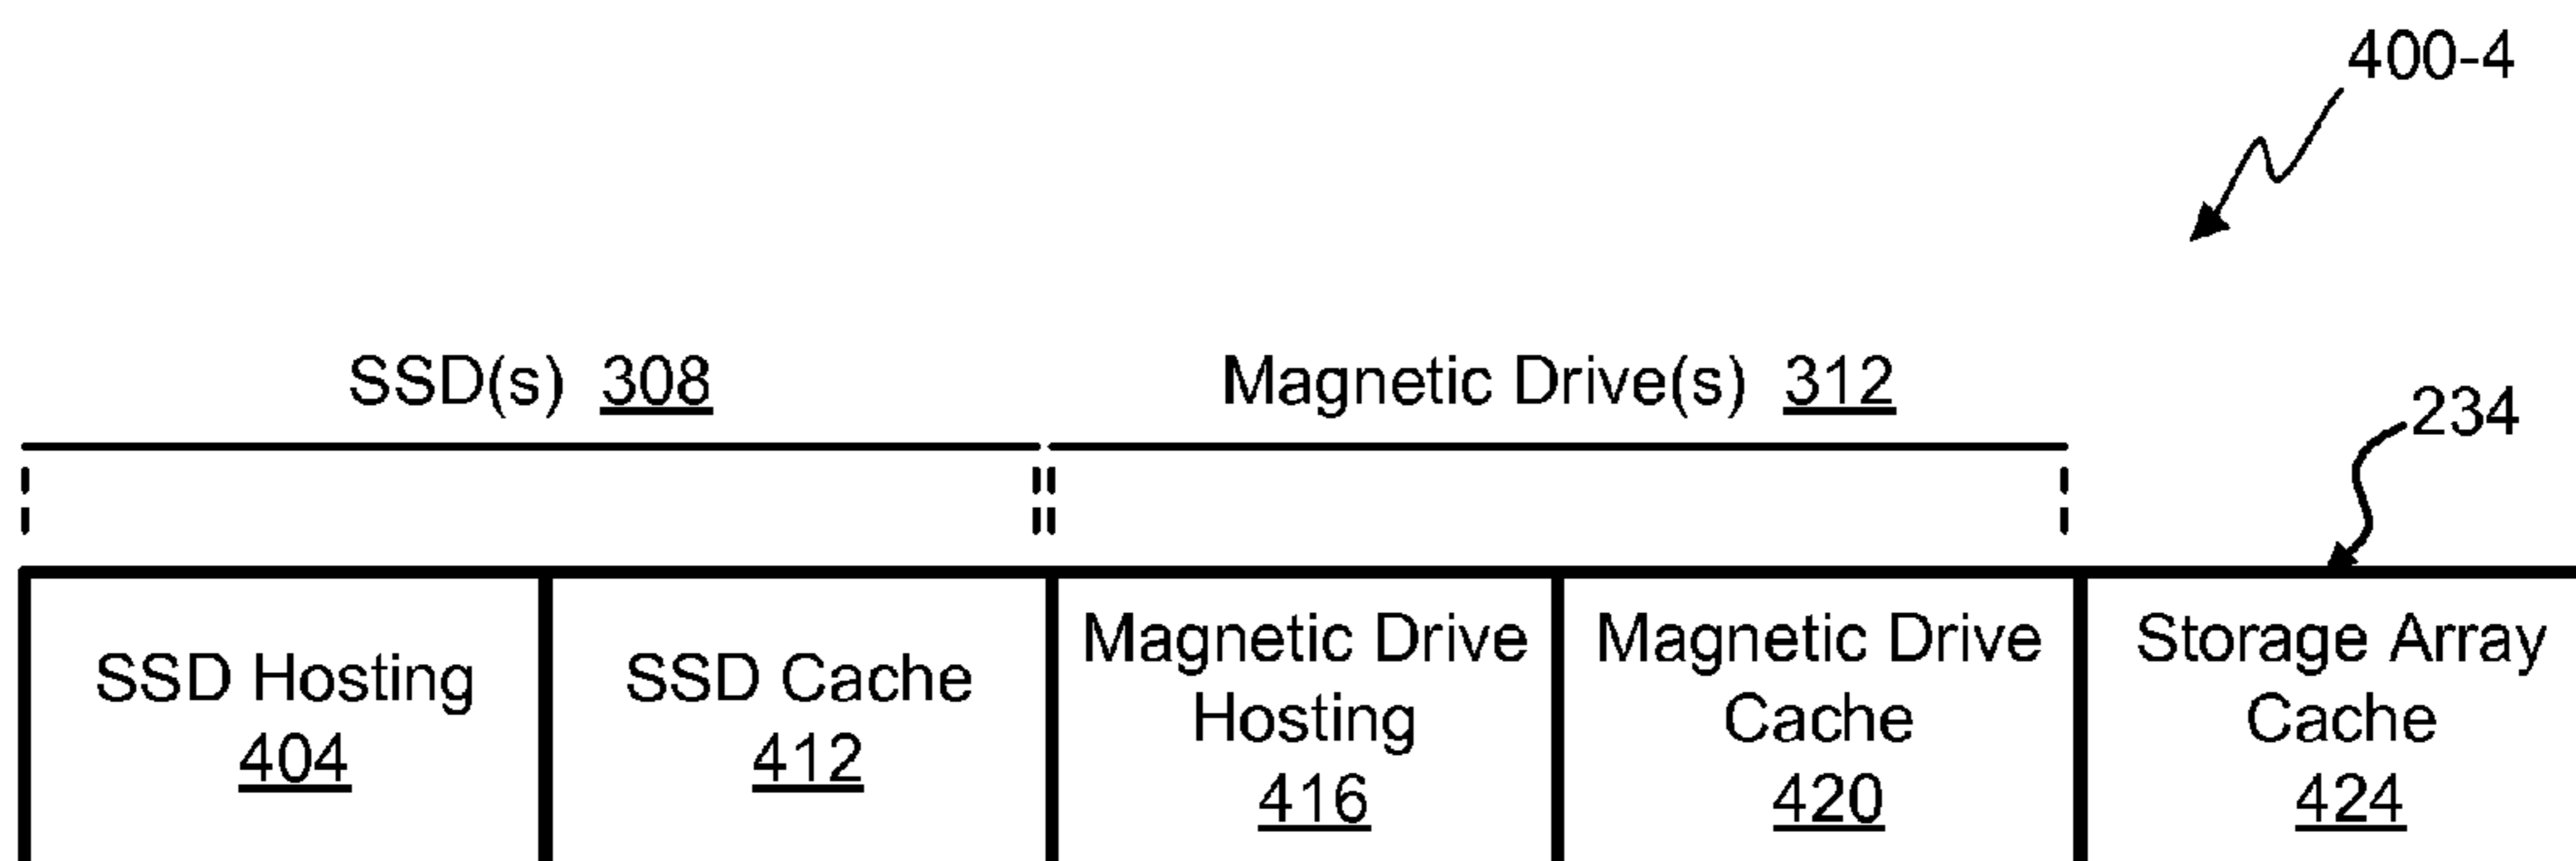 400-4
SSD(s) 308
Magnetic Drive(s) 312
234
SSD Hosting
404
SSD Cache
412
Magnetic Drive
Hosting
416
Magnetic Drive
Cache
420
Storage Array
Cache
424